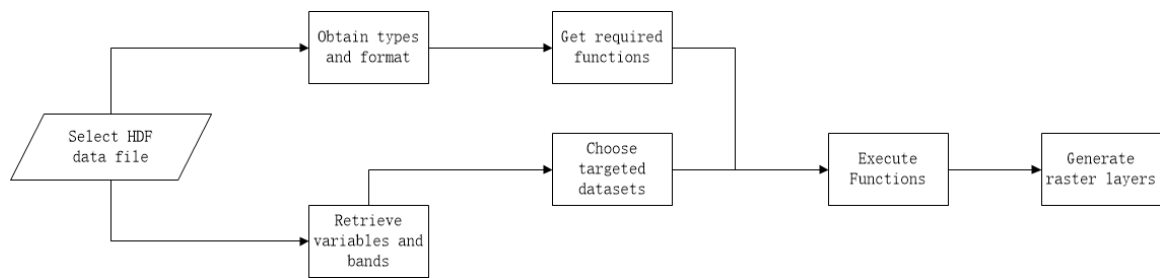 Obtain types
and format
Get required
functions
Select HDF
data file
Choose
targeted
datasets
Execute
Functions
Generate
raster layers
Retrieve
variables and
bands